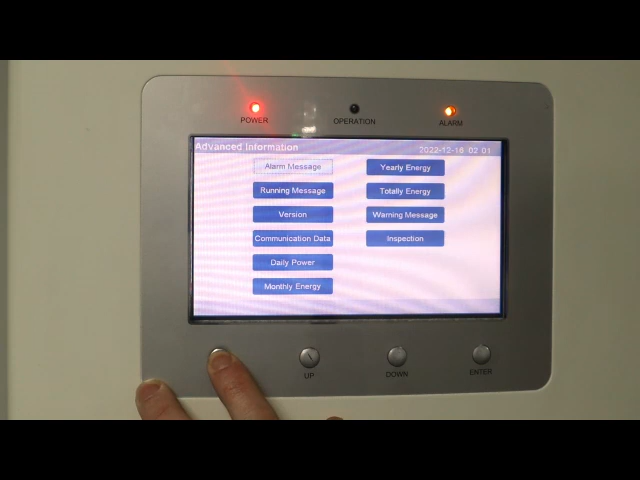 POWER
OPERATION
ALARM
Advanced Information
2022-12-16 02 01
Alarm Message
Yearly Energy
Running Message
Totally Energy
Version
Warning Message
Communication Data
Inspection
Daily Power
Monthly Energy
UP
DOWN
ENTER